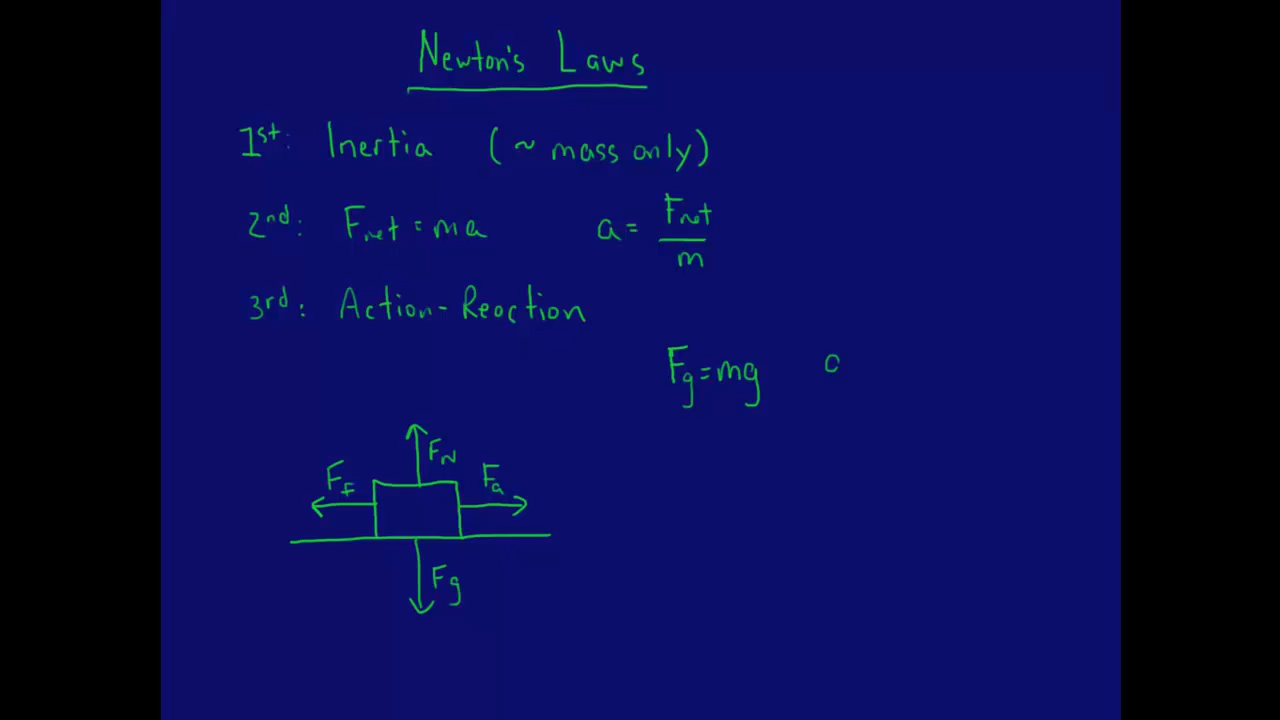 Newton's Laws
1st: Inertia (~ mass only)
2nd: Fnet = ma a = Fnet/m
3rd: Action-Reaction
Fg = mg
FN
Ff Fa
Fg